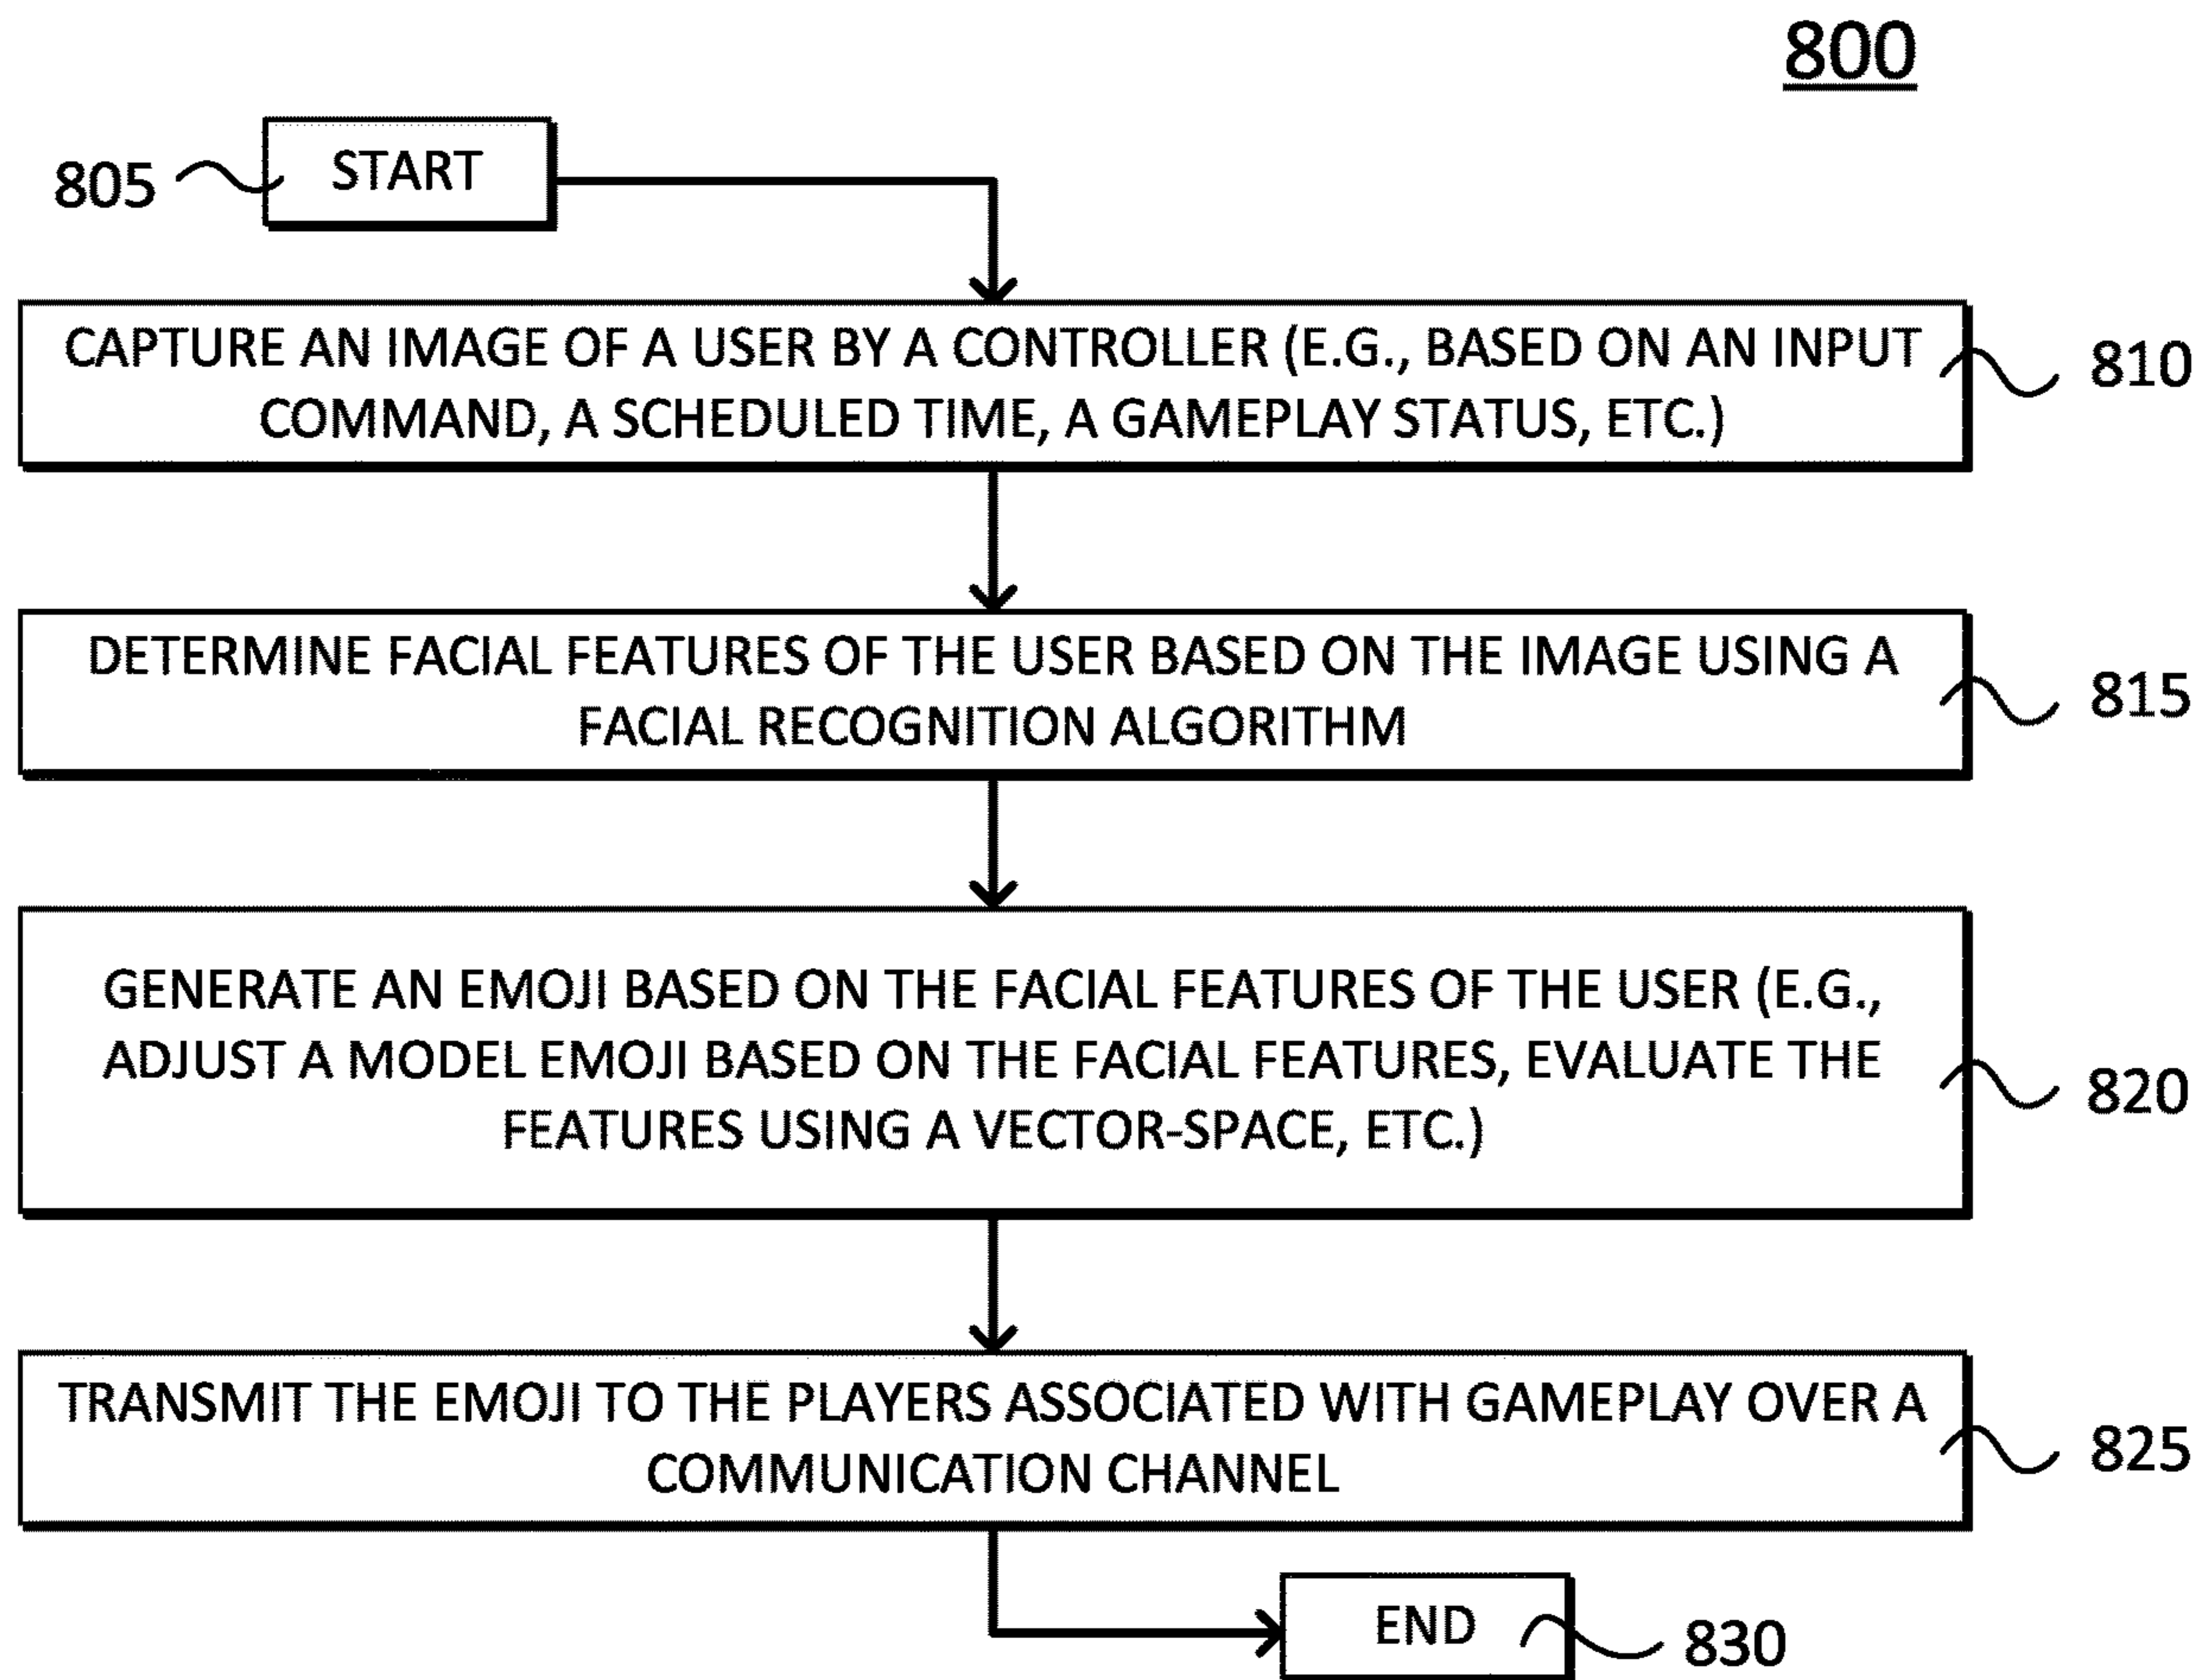 800
805
START
CAPTURE AN IMAGE OF A USER BY A CONTROLLER (E.G., BASED ON AN INPUT
COMMAND, A SCHEDULED TIME, A GAMEPLAY STATUS, ETC.)
810
DETERMINE FACIAL FEATURES OF THE USER BASED ON THE IMAGE USING A
FACIAL RECOGNITION ALGORITHM
815
GENERATE AN EMOJI BASED ON THE FACIAL FEATURES OF THE USER (E.G.,
ADJUST A MODEL EMOJI BASED ON THE FACIAL FEATURES, EVALUATE THE
FEATURES USING A VECTOR-SPACE, ETC.)
820
TRANSMIT THE EMOJI TO THE PLAYERS ASSOCIATED WITH GAMEPLAY OVER A
COMMUNICATION CHANNEL
825
END
830